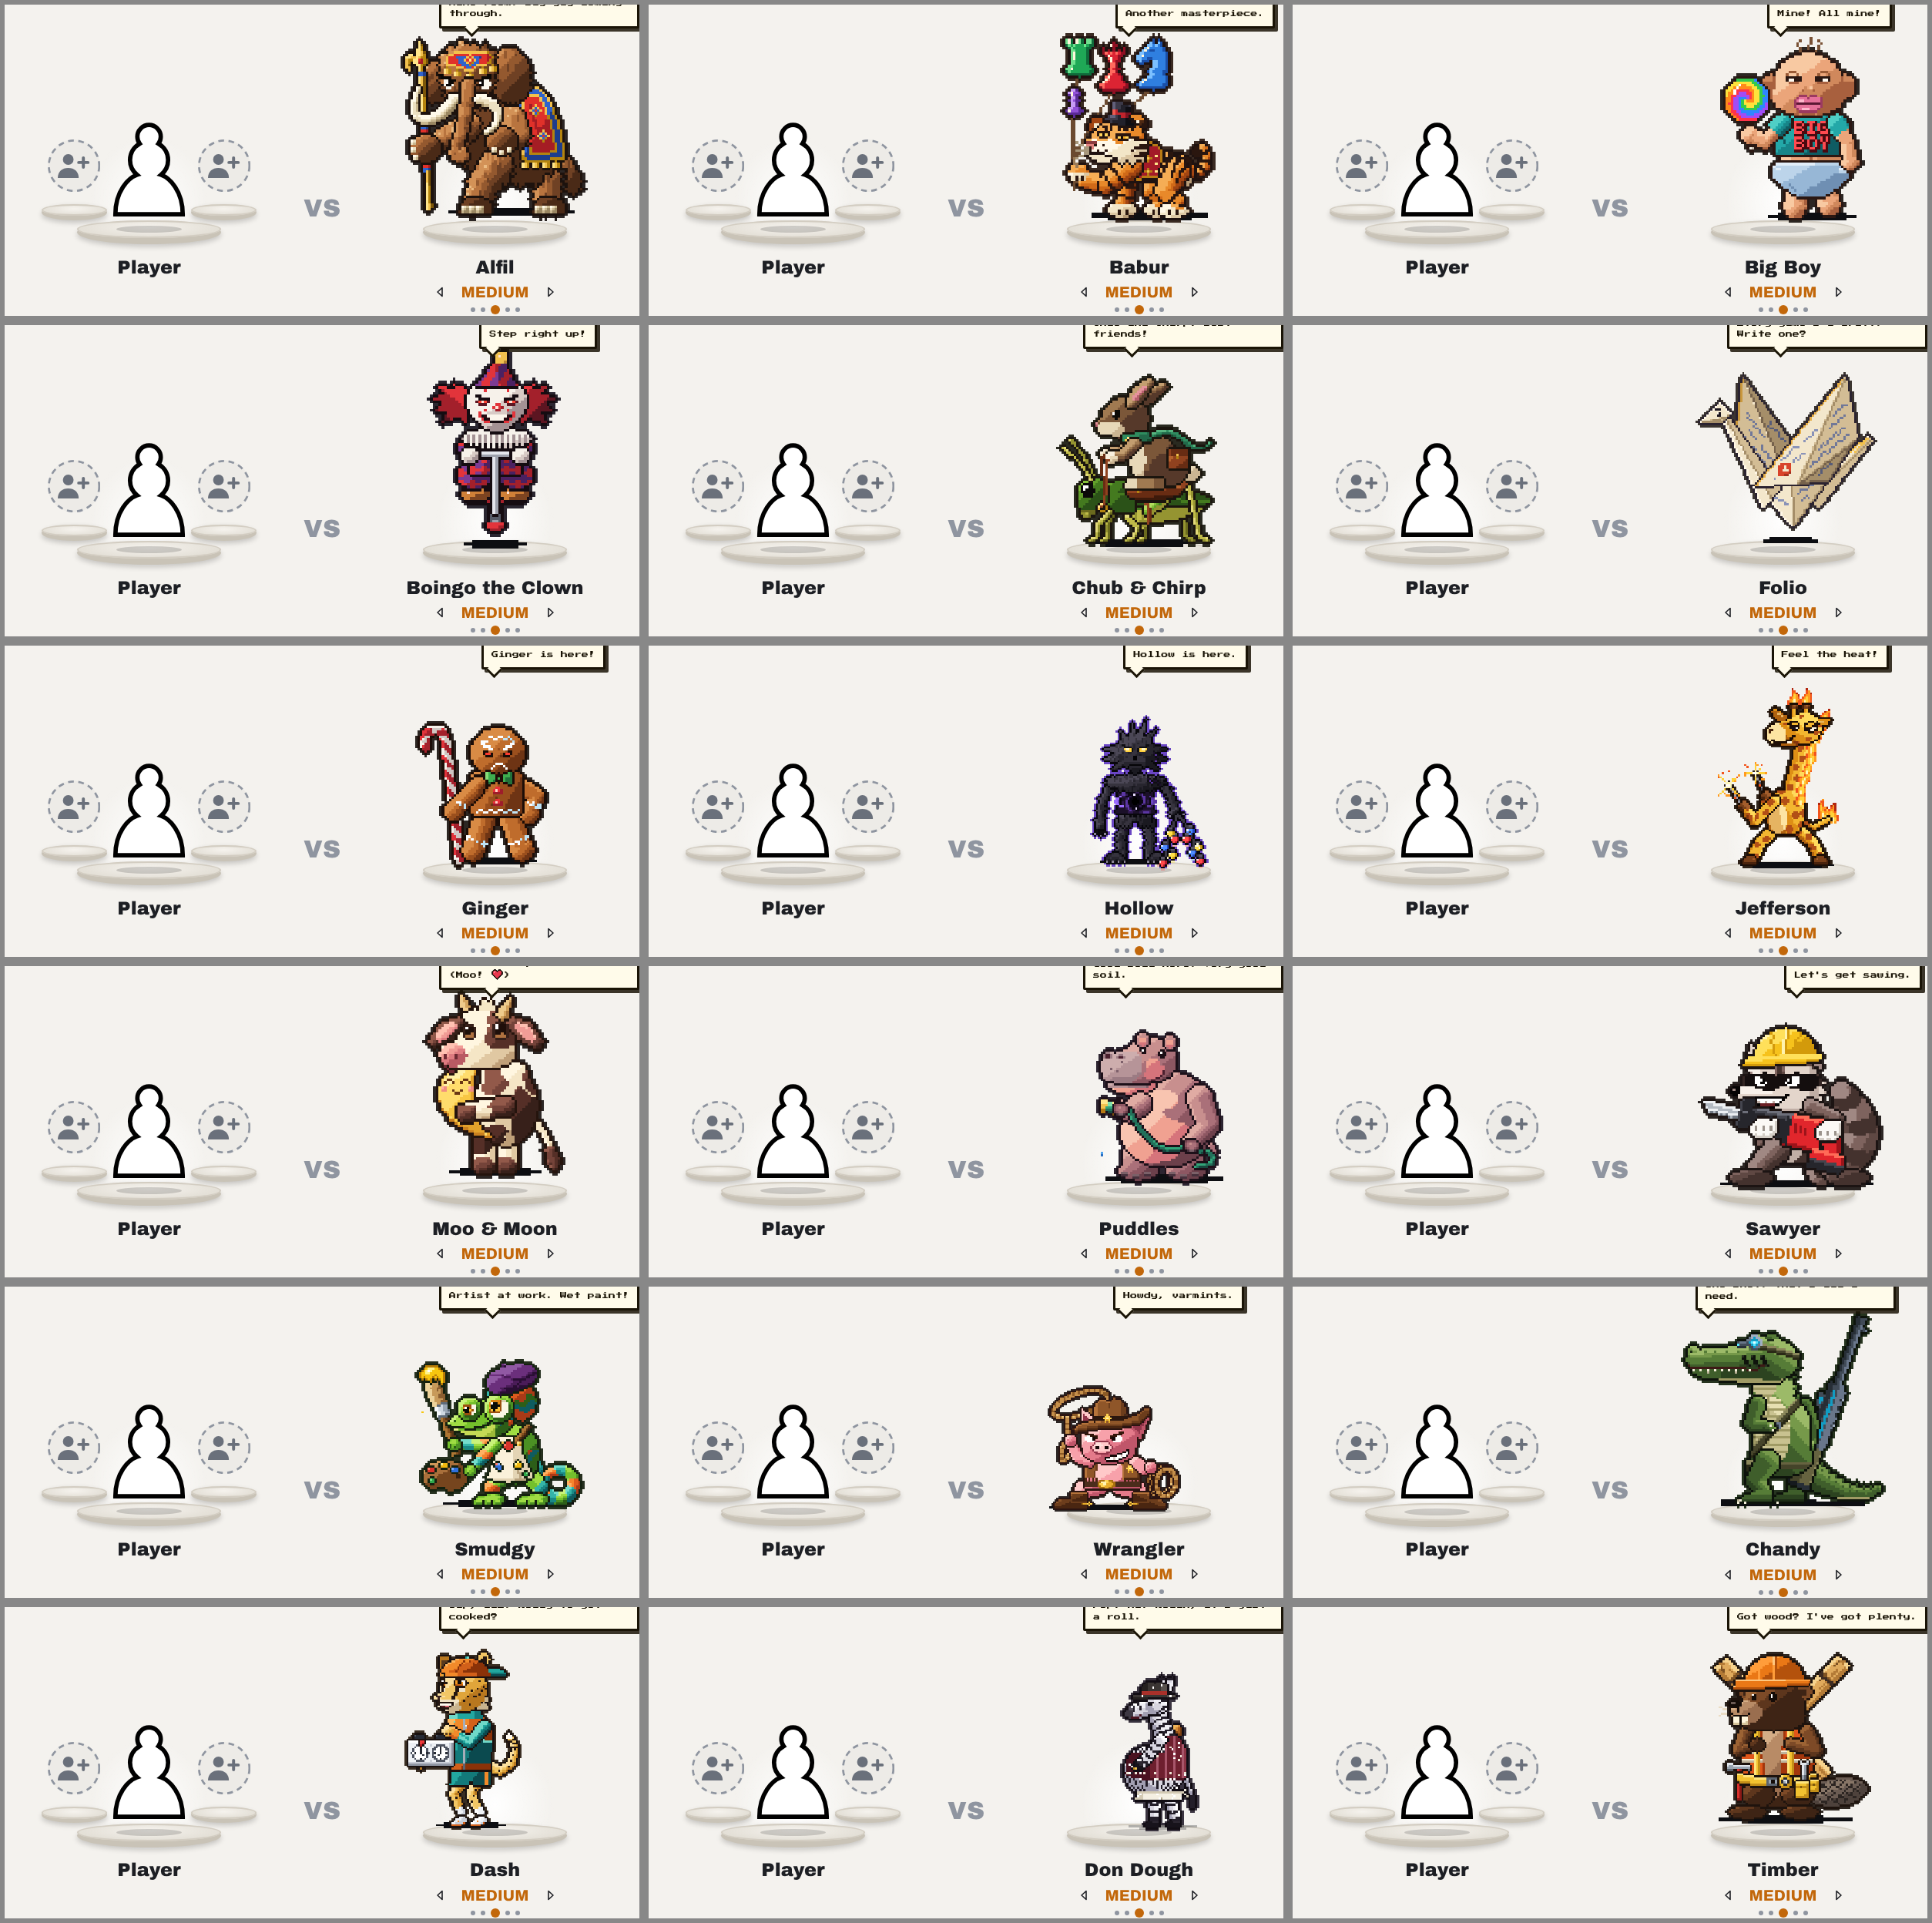 through.
Player
VS
Alfil
MEDIUM
Another masterpiece.
Player
VS
Babur
MEDIUM
Mine! All mine!
BIG
BOY
Player
VS
Big Boy
MEDIUM
Step right up!
Player
VS
Boingo the Clown
MEDIUM
friends!
Player
VS
Chub & Chirp
MEDIUM
Write one?
Player
VS
Folio
MEDIUM
Ginger is here!
Player
VS
Ginger
MEDIUM
Hollow is here.
Player
VS
Hollow
MEDIUM
Feel the heat!
Player
VS
Jefferson
MEDIUM
(Moo! ❤)
Player
VS
Moo & Moon
MEDIUM
soil.
Player
VS
Puddles
MEDIUM
Let's get sawing.
Player
VS
Sawyer
MEDIUM
Artist at work. Wet paint!
Player
VS
Smudgy
MEDIUM
Howdy, varmints.
Player
VS
Wrangler
MEDIUM
need.
Player
VS
Chandy
MEDIUM
cooked?
Player
VS
Dash
MEDIUM
a roll.
Player
VS
Don Dough
MEDIUM
Got wood? I've got plenty.
Player
VS
Timber
MEDIUM